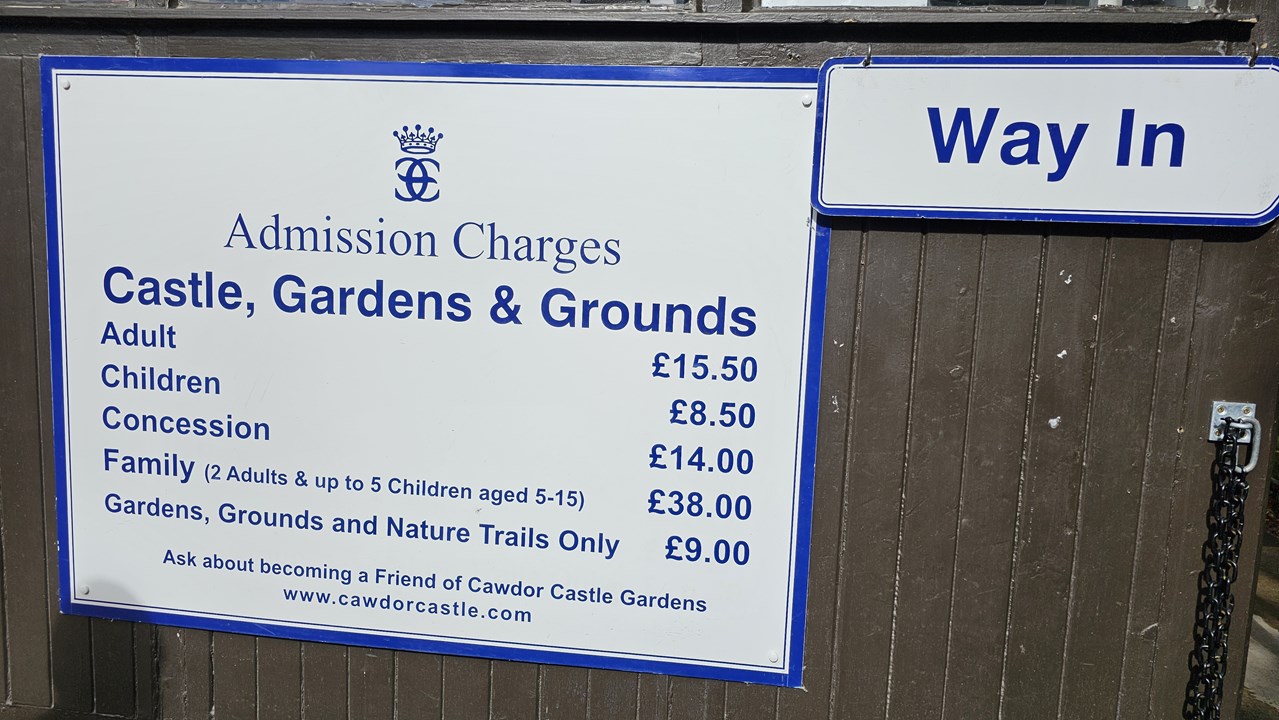 Admission Charges
Castle, Gardens & Grounds
Adult £15.50
Children £8.50
Concession £14.00
Family (2 Adults & up to 5 Children aged 5-15) £38.00
Gardens, Grounds and Nature Trails Only £9.00
Ask about becoming a Friend of Cawdor Castle Gardens
www.cawdorcastle.com
Way In